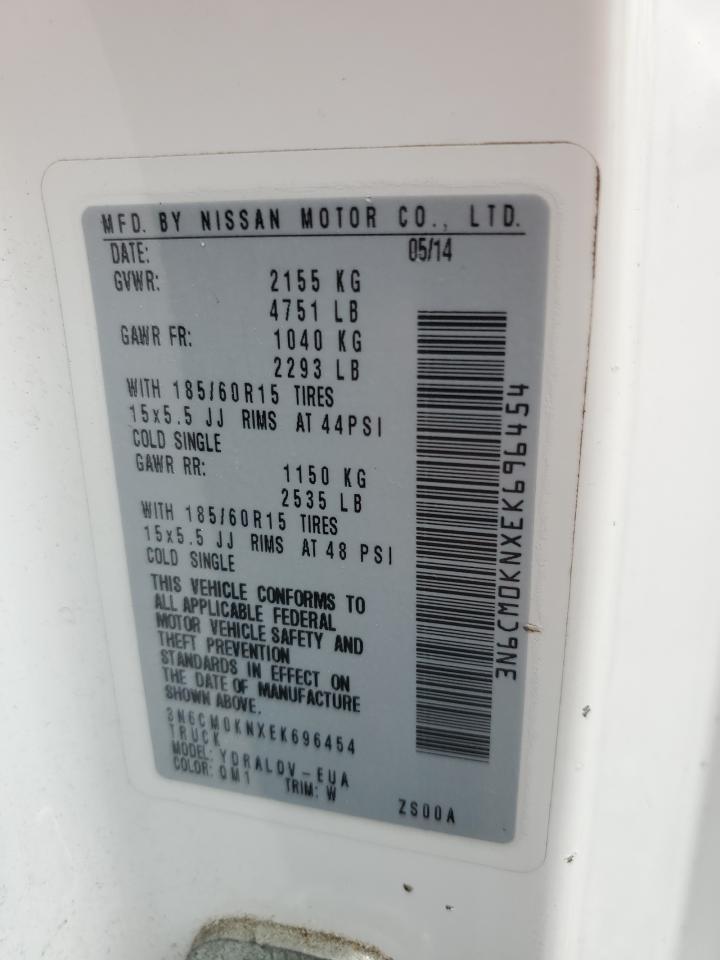 MFD. BY NISSAN MOTOR CO., LTD.
DATE: 05/14
GVWR: 2155 KG
4751 LB
GAWR FR: 1040 KG
2293 LB
WITH 185/60R15 TIRES
15x5.5 JJ RIMS AT 44PSI
COLD SINGLE
GAWR RR: 1150 KG
2535 LB
WITH 185/60R15 TIRES
15x5.5 JJ RIMS AT 48 PSI
COLD SINGLE
THIS VEHICLE CONFORMS TO
ALL APPLICABLE FEDERAL
MOTOR VEHICLE SAFETY AND
THEFT PREVENTION
STANDARDS IN EFFECT ON
THE DATE OF MANUFACTURE
SHOWN ABOVE.
3N6CM0KNXEK696454
TRUCK
MODEL: YDRALDV-EUA
COLOR: QM1 TRIM: W
ZS00A
3N6CM0KNXEK696454